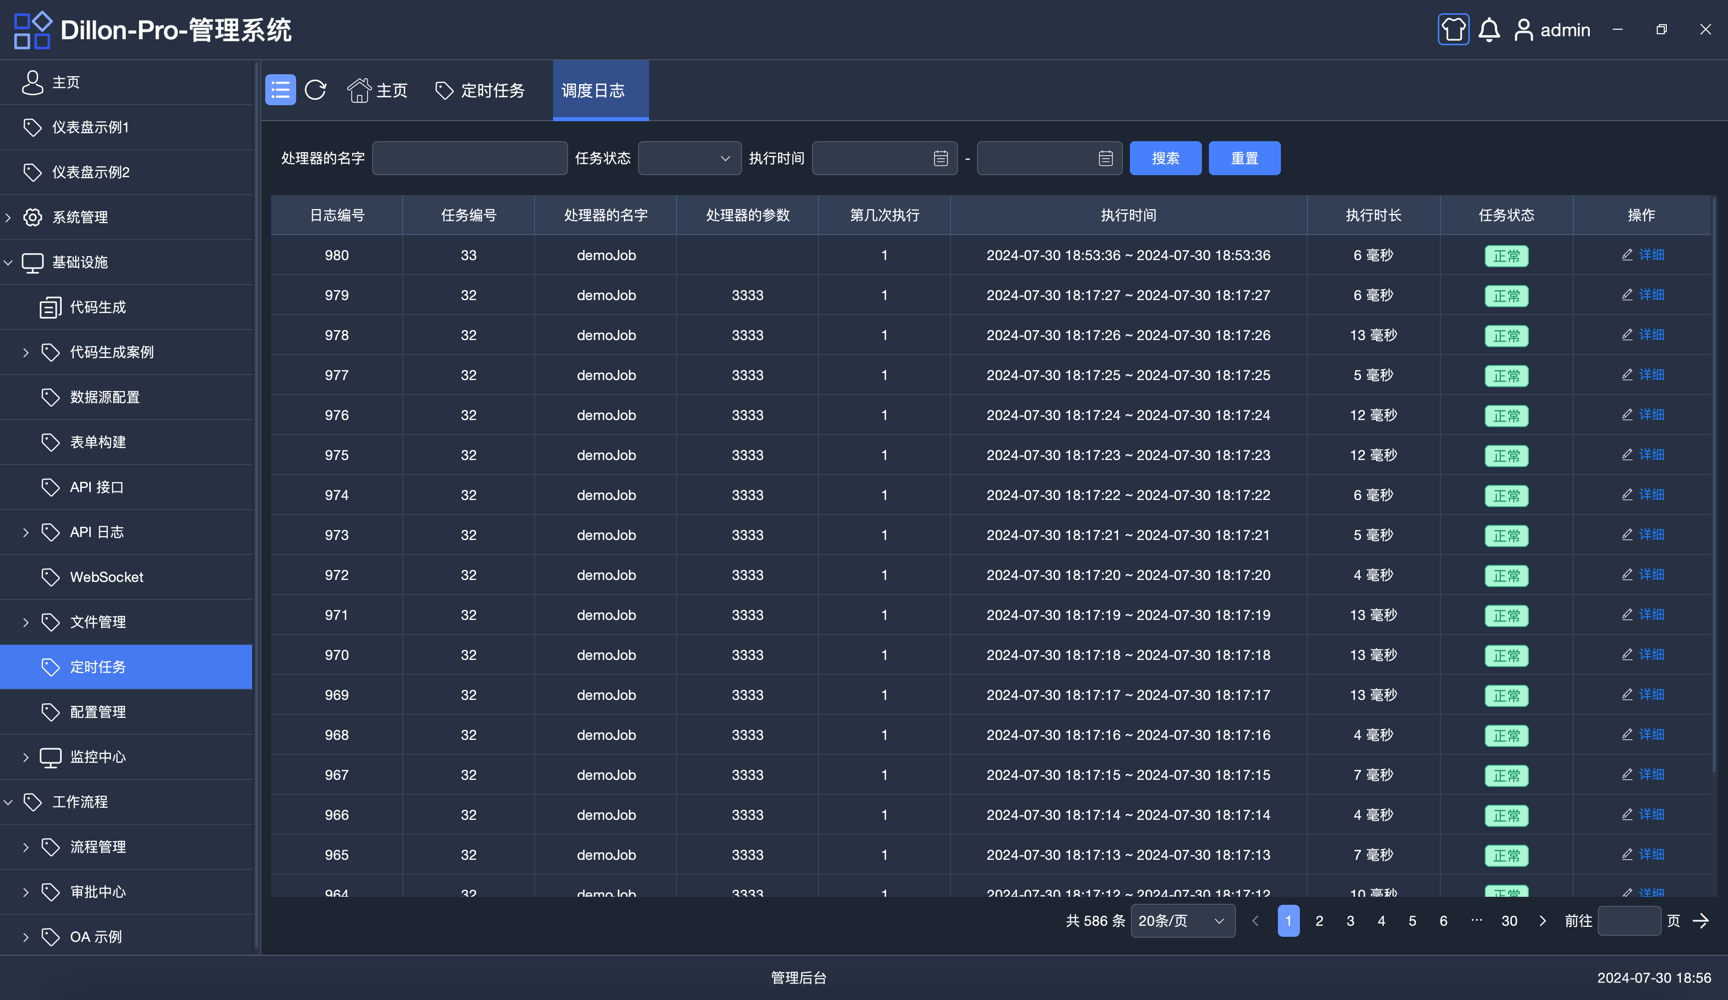 Dillon-Pro-管理系统
admin
主页
仪表盘示例1
仪表盘示例2
系统管理
基础设施
代码生成
代码生成案例
数据源配置
表单构建
API 接口
API 日志
WebSocket
文件管理
定时任务
配置管理
监控中心
工作流程
流程管理
审批中心
OA 示例
主页 定时任务 调度日志
处理器的名字 任务状态 执行时间 - 搜索 重置
日志编号 任务编号 处理器的名字 处理器的参数 第几次执行 执行时间 执行时长 任务状态 操作
980 33 demoJob 1 2024-07-30 18:53:36 ~ 2024-07-30 18:53:36 6 毫秒 正常 详细
979 32 demoJob 3333 1 2024-07-30 18:17:27 ~ 2024-07-30 18:17:27 6 毫秒 正常 详细
978 32 demoJob 3333 1 2024-07-30 18:17:26 ~ 2024-07-30 18:17:26 13 毫秒 正常 详细
977 32 demoJob 3333 1 2024-07-30 18:17:25 ~ 2024-07-30 18:17:25 5 毫秒 正常 详细
976 32 demoJob 3333 1 2024-07-30 18:17:24 ~ 2024-07-30 18:17:24 12 毫秒 正常 详细
975 32 demoJob 3333 1 2024-07-30 18:17:23 ~ 2024-07-30 18:17:23 12 毫秒 正常 详细
974 32 demoJob 3333 1 2024-07-30 18:17:22 ~ 2024-07-30 18:17:22 6 毫秒 正常 详细
973 32 demoJob 3333 1 2024-07-30 18:17:21 ~ 2024-07-30 18:17:21 5 毫秒 正常 详细
972 32 demoJob 3333 1 2024-07-30 18:17:20 ~ 2024-07-30 18:17:20 4 毫秒 正常 详细
971 32 demoJob 3333 1 2024-07-30 18:17:19 ~ 2024-07-30 18:17:19 13 毫秒 正常 详细
970 32 demoJob 3333 1 2024-07-30 18:17:18 ~ 2024-07-30 18:17:18 13 毫秒 正常 详细
969 32 demoJob 3333 1 2024-07-30 18:17:17 ~ 2024-07-30 18:17:17 13 毫秒 正常 详细
968 32 demoJob 3333 1 2024-07-30 18:17:16 ~ 2024-07-30 18:17:16 4 毫秒 正常 详细
967 32 demoJob 3333 1 2024-07-30 18:17:15 ~ 2024-07-30 18:17:15 7 毫秒 正常 详细
966 32 demoJob 3333 1 2024-07-30 18:17:14 ~ 2024-07-30 18:17:14 4 毫秒 正常 详细
965 32 demoJob 3333 1 2024-07-30 18:17:13 ~ 2024-07-30 18:17:13 7 毫秒 正常 详细
964 32 demoJob 3333 1 2024-07-30 18:17:12 ~ 2024-07-30 18:17:12 10 毫秒 正常 详细
共 586 条 20条/页 1 2 3 4 5 6 ··· 30 前往 页
管理后台
2024-07-30 18:56